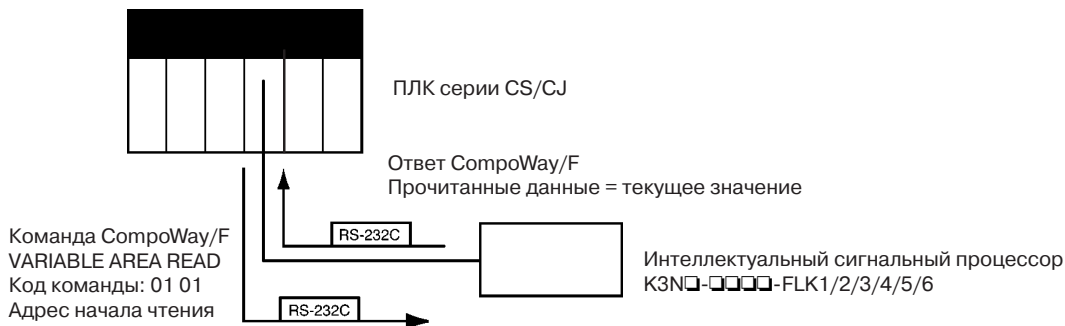 ПЛК серии CS/CJ
Ответ CompoWay/F
Прочитанные данные = текущее значение
RS-232C
Команда CompoWay/F
VARIABLE AREA READ
Код команды: 01 01
Адрес начала чтения
RS-232C
Интеллектуальный сигнальный процессор
K3N❑-❑❑❑❑-FLK1/2/3/4/5/6